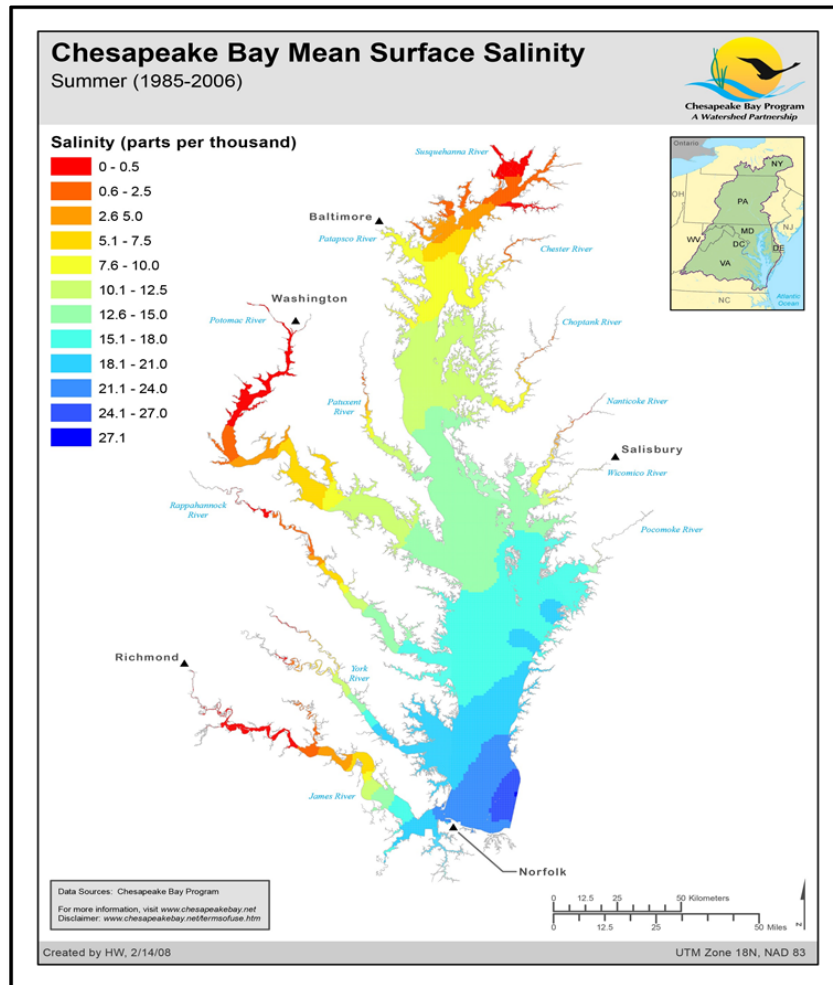 Chesapeake Bay Mean Surface Salinity
Summer (1985-2006)
Chesapeake Bay Program
A Watershed Partnership
Salinity (parts per thousand)
0 - 0.5
0.6 - 2.5
2.6 5.0
5.1 - 7.5
7.6 - 10.0
10.1 - 12.5
12.6 - 15.0
15.1 - 18.0
18.1 - 21.0
21.1 - 24.0
24.1 - 27.0
27.1
Ontario
NY
OH
PA
NJ
WV
MD
DC
DE
VA
NC
Atlantic
Ocean
Susquehanna River
Baltimore
Patapsco River
Chester River
Washington
Potomac River
Choptank River
Patuxent
River
Nanticoke River
Salisbury
Wicomico River
Rappahannock
River
Pocomoke River
Richmond
York
River
James River
Norfolk
Data Sources: Chesapeake Bay Program
For more information, visit www.chesapeakebay.net
Disclaimer: www.chesapeakebay.net/termsofuse.htm
0 12.5 25 50 Kilometers
0 12.5 25 50 Miles
N
Created by HW, 2/14/08
UTM Zone 18N, NAD 83